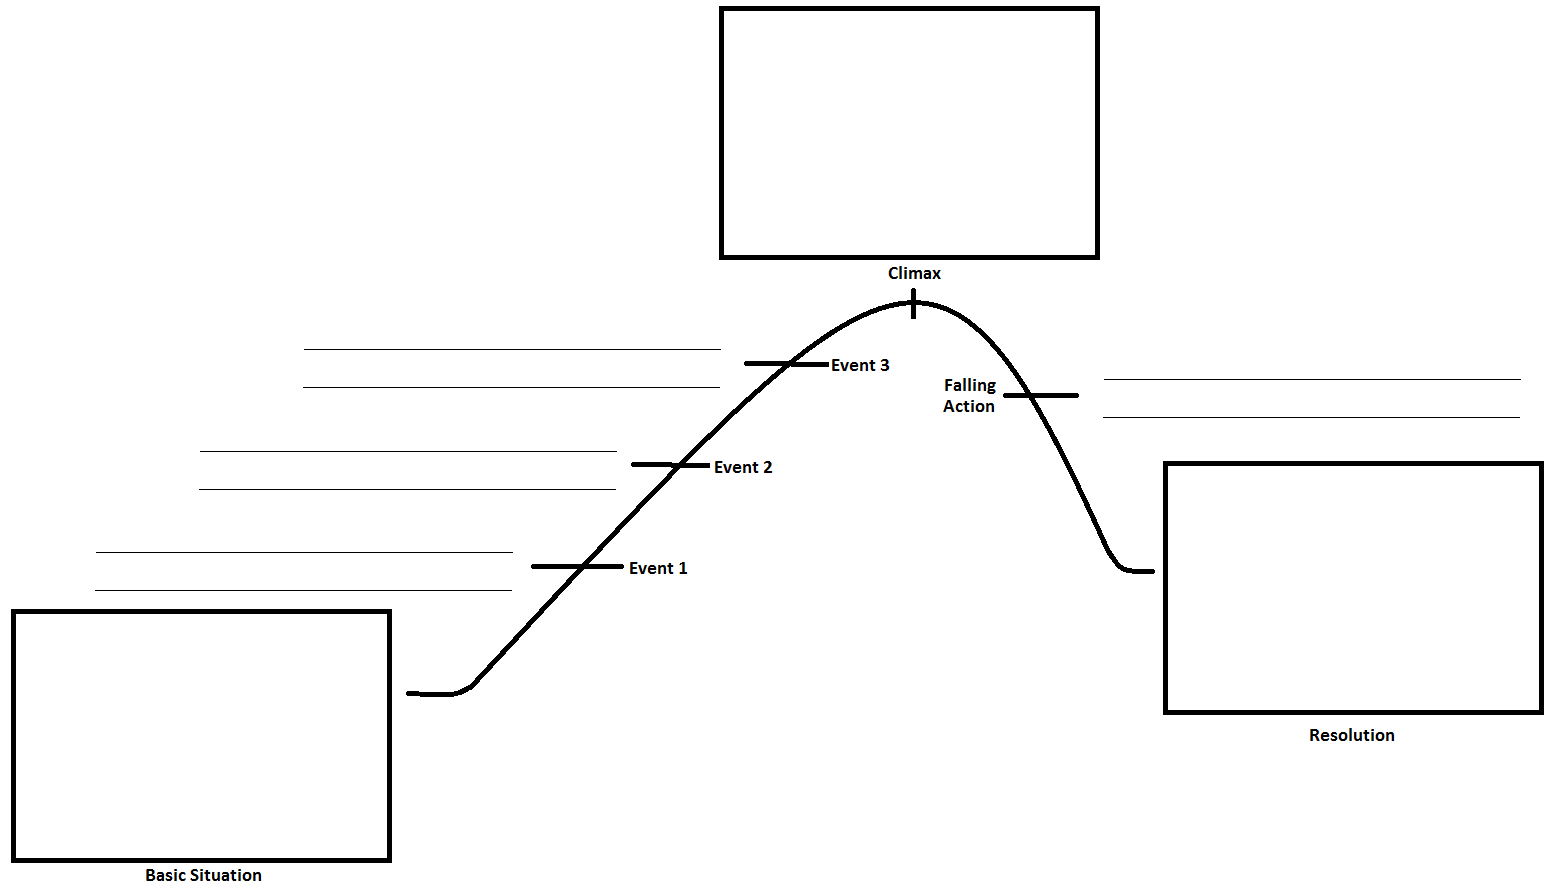 Climax
Event 3
Falling
Action
Event 2
Event 1
Resolution
Basic Situation